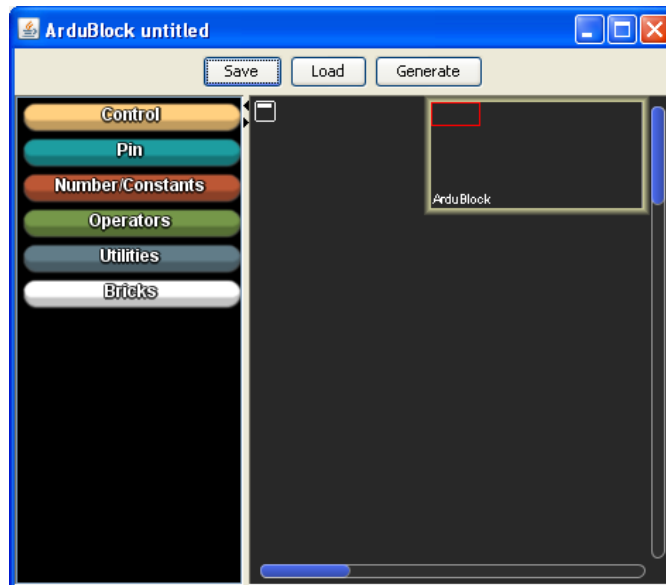 ArduBlock untitled
Save Load Generate
Control
Pin
Number/Constants
Operators
Utilities
Bricks
ArduBlock